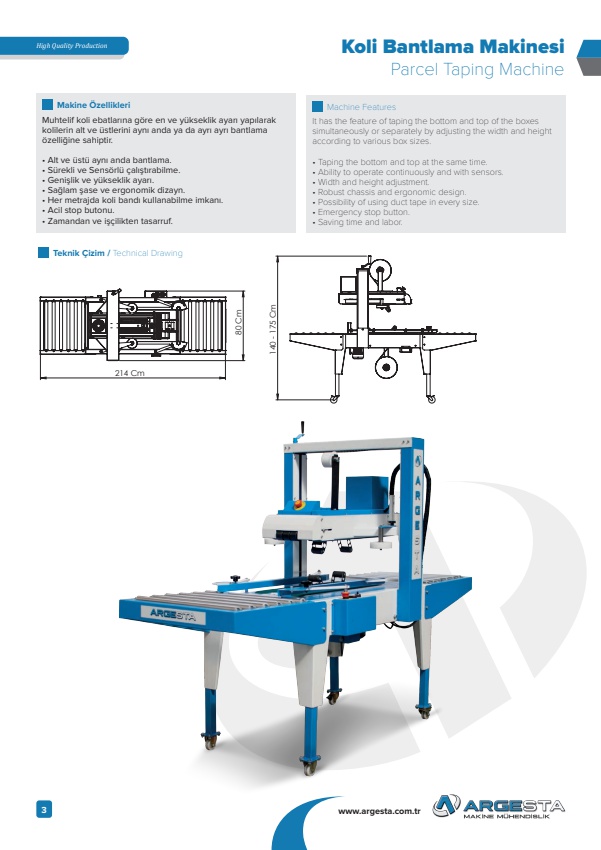 High Quality Production
Koli Bantlama Makinesi
Parcel Taping Machine
Makine Özellikleri
Muhtelif koli ebatlarına göre en ve yükseklik ayarı yapılarak
kolilerin alt ve üstlerini aynı anda ya da ayrı ayrı bantlama
özelliğine sahiptir.
• Alt ve üstü aynı anda bantlama.
• Sürekli ve Sensörlü çalıştırabilme.
• Genişlik ve yükseklik ayarı.
• Sağlam şase ve ergonomik dizayn.
• Her metrajda koli bandı kullanabilme imkanı.
• Acil stop butonu.
• Zamandan ve işçilikten tasarruf.
Machine Features
It has the feature of taping the bottom and top of the boxes
simultaneously or separately by adjusting the width and height
according to various box sizes.
• Taping the bottom and top at the same time.
• Ability to operate continuously and with sensors.
• Width and height adjustment.
• Robust chassis and ergonomic design.
• Possibility of using duct tape in every size.
• Emergency stop button.
• Saving time and labor.
Teknik Çizim / Technical Drawing
80 Cm
214 Cm
140 - 175 Cm
ARGESTA
ARGESTA
3
www.argesta.com.tr
ARGESTA
MAKİNE MÜHENDİSLİK